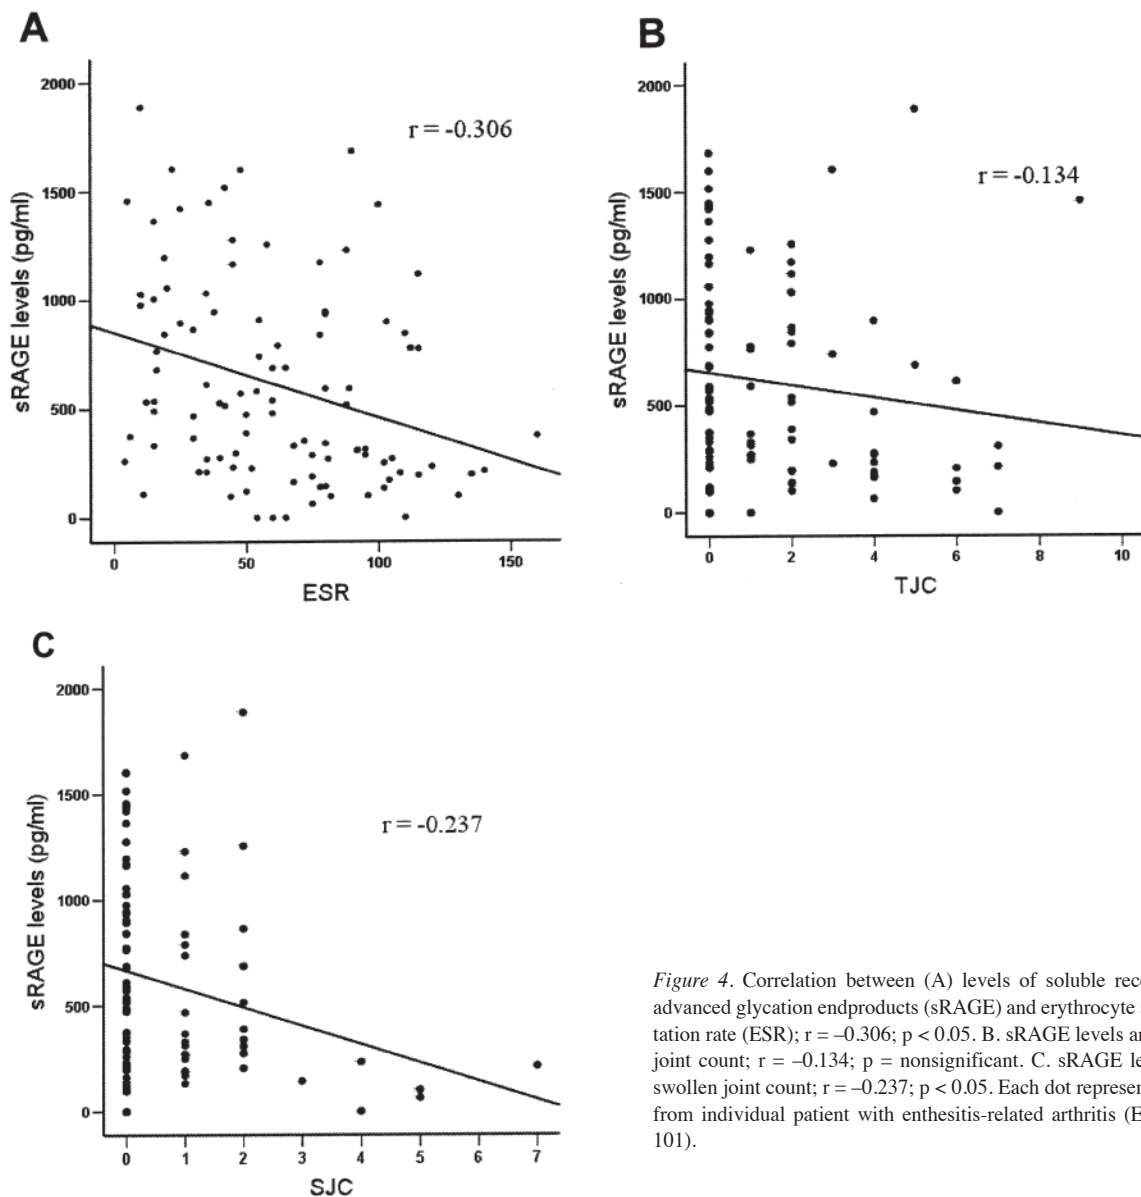 A
2000
1500
1000
500
0
sRAGE levels (pg/ml)
r = -0.306
0 50 100 150
ESR
B
2000
1500
1000
500
0
sRAGE levels (pg/ml)
r = -0.134
0 2 4 6 8 10
TJC
C
2000
1500
1000
500
0
sRAGE levels (pg/ml)
r = -0.237
0 1 2 3 4 5 6 7
SJC
Figure 4. Correlation between (A) levels of soluble rece
advanced glycation endproducts (sRAGE) and erythrocyte s
tation rate (ESR); r = –0.306; p < 0.05. B. sRAGE levels an
joint count; r = –0.134; p = nonsignificant. C. sRAGE le
swollen joint count; r = –0.237; p < 0.05. Each dot represen
from individual patient with enthesitis-related arthritis (E
101).